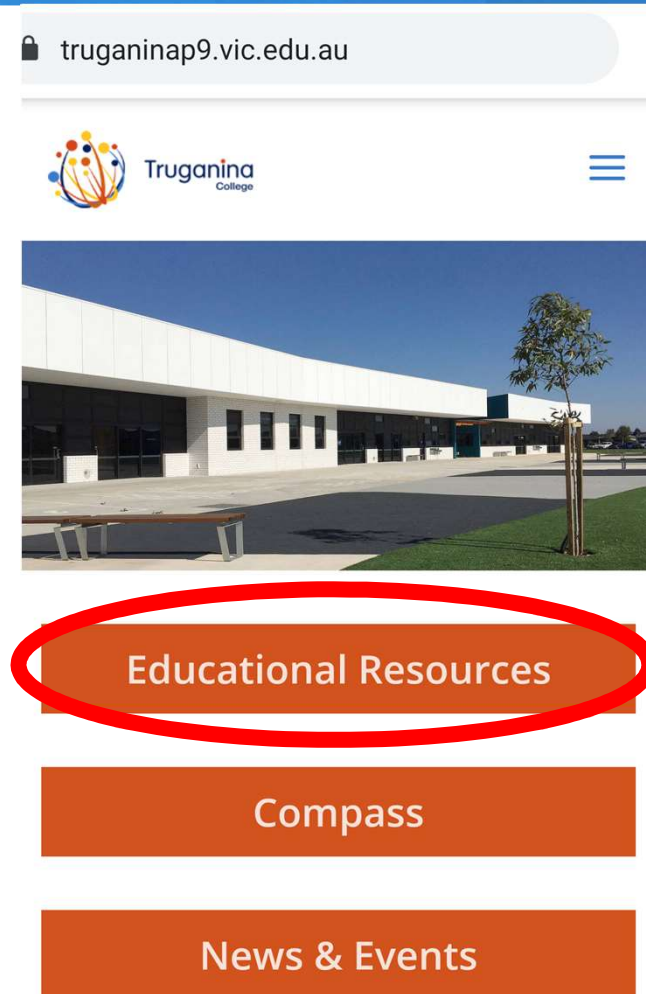 truganinap9.vic.edu.au
Truganina
College
Educational Resources
Compass
News & Events